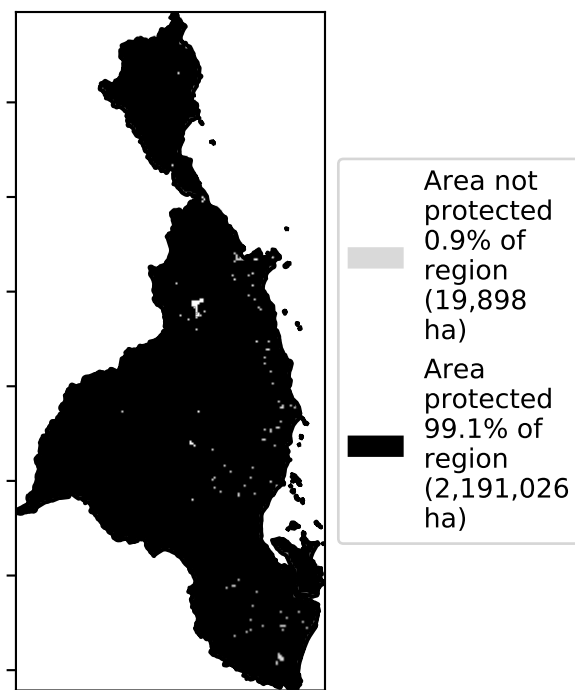 Area not
protected
0.9% of
region
(19,898
ha)
Area
protected
99.1% of
region
(2,191,026
ha)